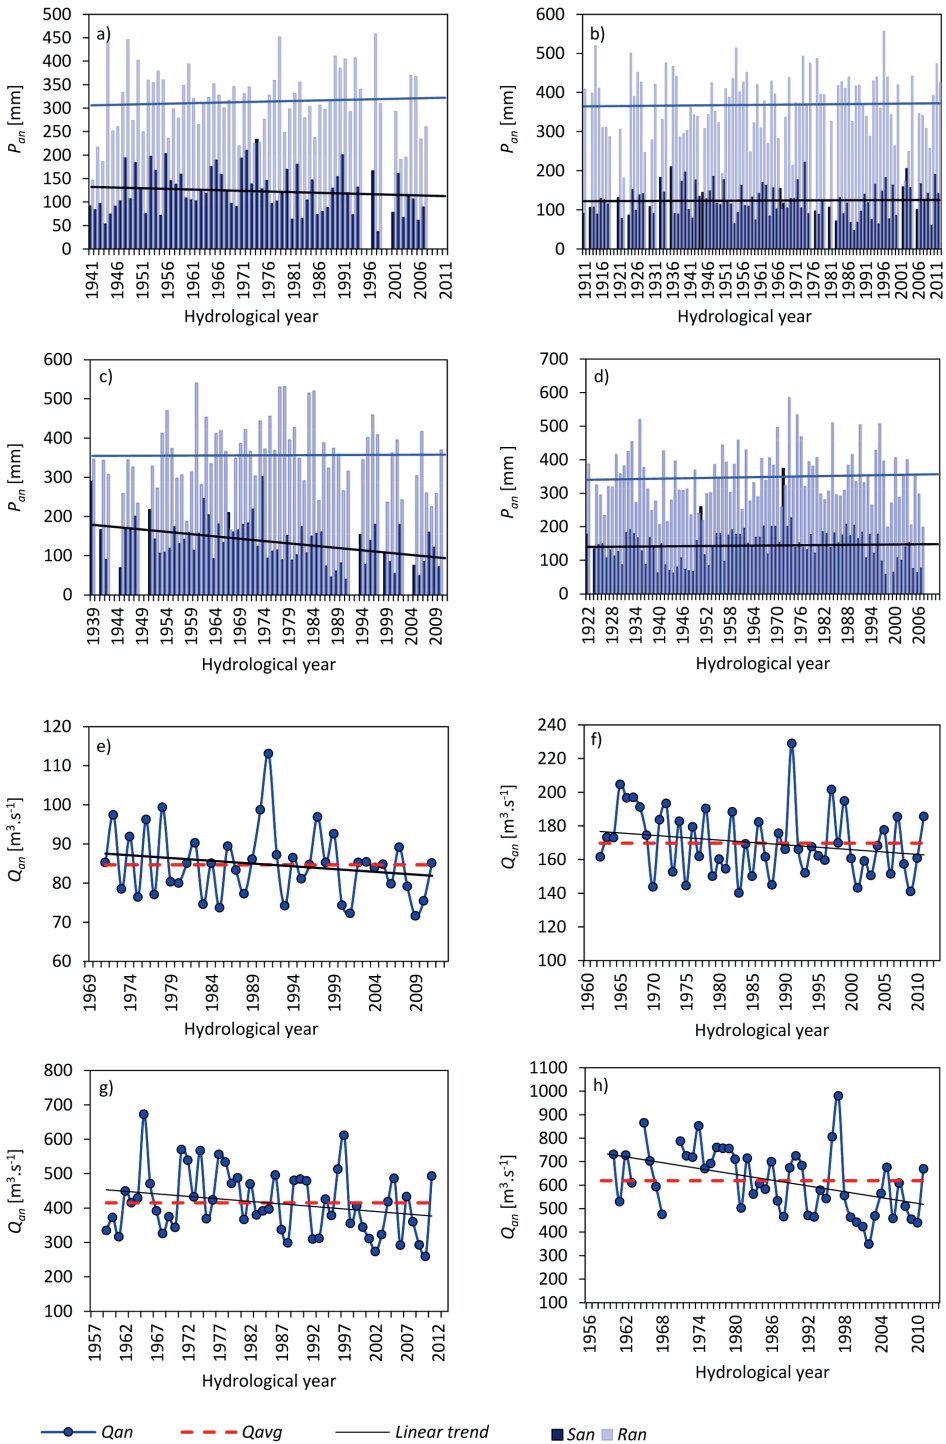 a)
P_an [mm]
500
450
400
350
300
250
200
150
100
50
0
1941 1946 1951 1956 1961 1966 1971 1976 1981 1986 1991 1996 2001 2006 2011
Hydrological year
b)
P_an [mm]
600
500
400
300
200
100
0
1911 1916 1921 1926 1931 1936 1941 1946 1951 1956 1961 1966 1971 1976 1981 1986 1991 1996 2001 2006 2011
Hydrological year
c)
P_an [mm]
600
500
400
300
200
100
0
1939 1944 1949 1954 1959 1964 1969 1974 1979 1984 1989 1994 1999 2004 2009
Hydrological year
d)
P_an [mm ]
700
600
500
400
300
200
100
0
1922 1928 1934 1940 1946 1952 1958 1964 1970 1976 1982 1988 1994 2000 2006
Hydrological year
e)
Q_an [m³.s⁻¹]
120
110
100
90
80
70
60
1969 1974 1979 1984 1989 1994 1999 2004 2009
Hydrological year
f)
Q_an [m³.s⁻¹]
240
220
200
180
160
140
120
100
1960 1965 1970 1975 1980 1985 1990 1995 2000 2005 2010
Hydrological year
g)
Q_an [m³.s⁻¹]
800
700
600
500
400
300
200
100
1957 1962 1967 1972 1977 1982 1987 1992 1997 2002 2007 2012
Hydrological year
h)
Q_an [m³.s⁻¹]
1100
1000
900
800
700
600
500
400
300
200
100
1956 1962 1968 1974 1980 1986 1992 1998 2004 2010
Hydrological year
Qan Qavg Linear trend San Ran